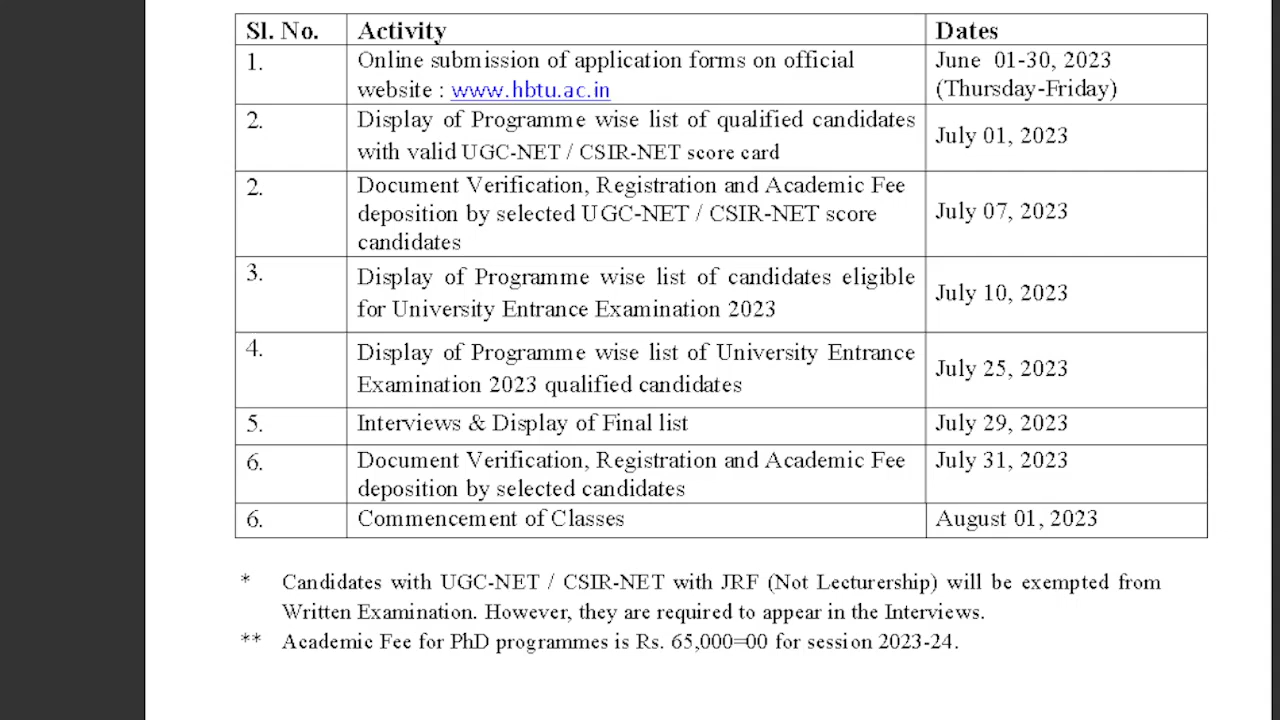 Sl. No. Activity Dates
1. Online submission of application forms on official June 01-30, 2023
website : www.hbtu.ac.in (Thursday-Friday)
2. Display of Programme wise list of qualified candidates
with valid UGC-NET / CSIR-NET score card July 01, 2023
2. Document Verification, Registration and Academic Fee
deposition by selected UGC-NET / CSIR-NET score July 07, 2023
candidates
3. Display of Programme wise list of candidates eligible
for University Entrance Examination 2023 July 10, 2023
4. Display of Programme wise list of University Entrance
Examination 2023 qualified candidates July 25, 2023
5. Interviews & Display of Final list July 29, 2023
6. Document Verification, Registration and Academic Fee July 31, 2023
deposition by selected candidates
6. Commencement of Classes August 01, 2023
* Candidates with UGC-NET / CSIR-NET with JRF (Not Lecturership) will be exempted from
Written Examination. However, they are required to appear in the Interviews.
** Academic Fee for PhD programmes is Rs. 65,000=00 for session 2023-24.